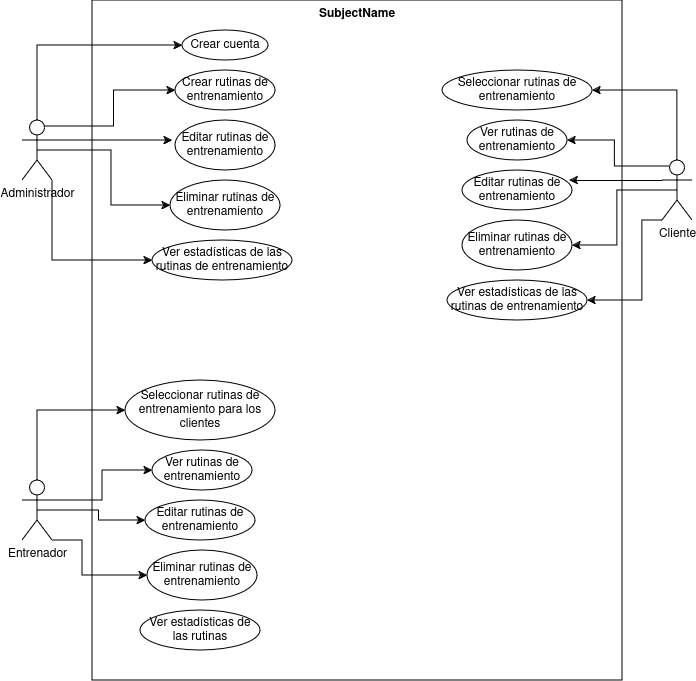 SubjectName
Crear cuenta
Crear rutinas de
entrenamiento
Editar rutinas de
entrenamiento
Eliminar rutinas de
entrenamiento
Ver estadísticas de las
rutinas de entrenamiento
Administrador
Seleccionar rutinas de
entrenamiento
Ver rutinas de
entrenamiento
Editar rutinas de
entrenamiento
Eliminar rutinas de
entrenamiento
Ver estadísticas de las
rutinas de entrenamiento
Cliente
Seleccionar rutinas de
entrenamiento para los
clientes
Ver rutinas de
entrenamiento
Editar rutinas de
entrenamiento
Eliminar rutinas de
entrenamiento
Ver estadísticas de
las rutinas
Entrenador